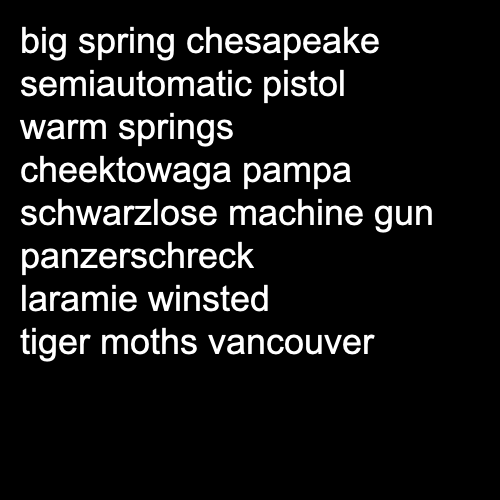 big spring chesapeake
semiautomatic pistol
warm springs
cheektowaga pampa
schwarzlose machine gun
panzerschreck
laramie winsted
tiger moths vancouver